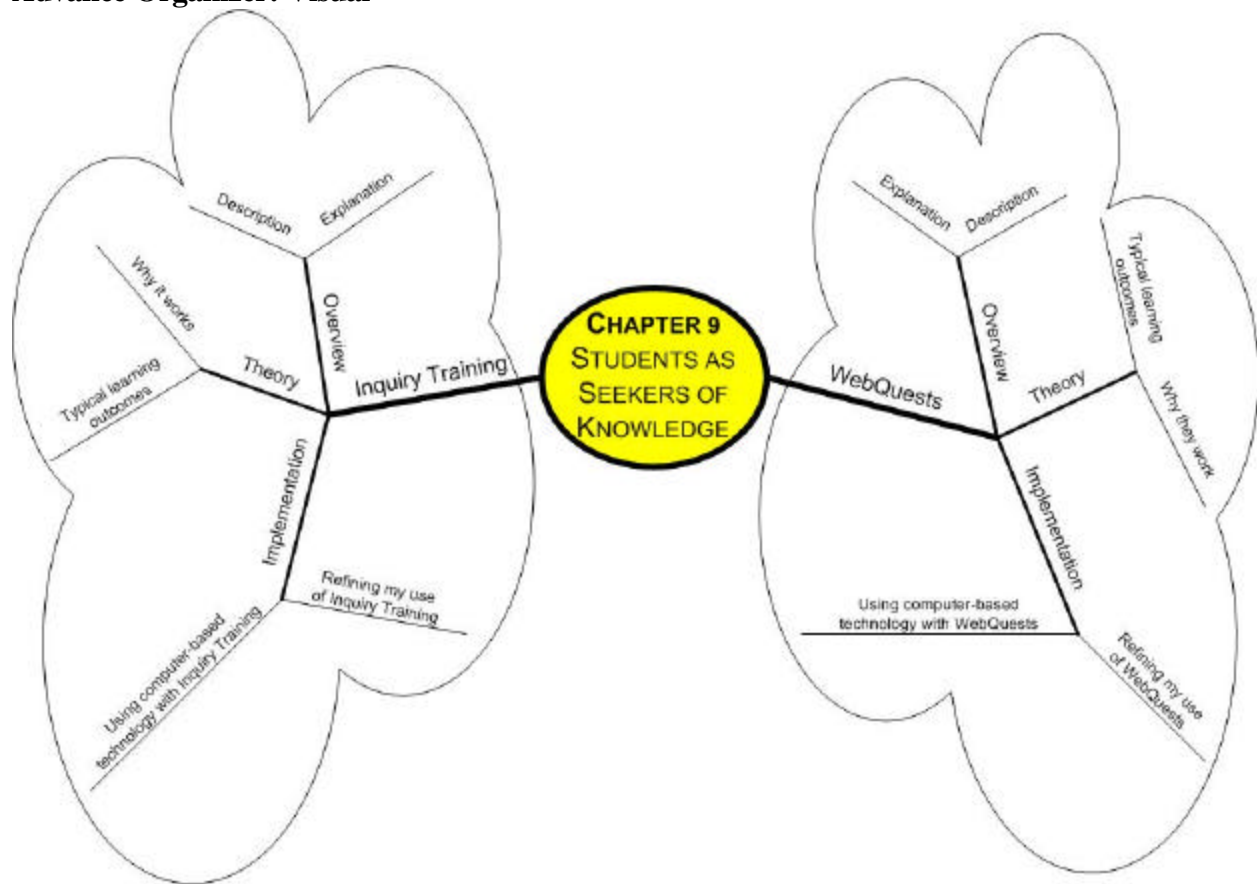 Advance Organizer: Visual
Description
Explanation
Why it works
Overview
Theory
Typical learning
outcomes
Inquiry Training
Implementation
Refining my use
of Inquiry Training
Using computer-based
technology with Inquiry Training
CHAPTER 9
STUDENTS AS
SEEKERS OF
KNOWLEDGE
Explanation
Description
Typical learning
outcomes
Overview
Theory
WebQuests
Why they work
Implementation
Using computer-based
technology with WebQuests
Refining my use
of WebQuests